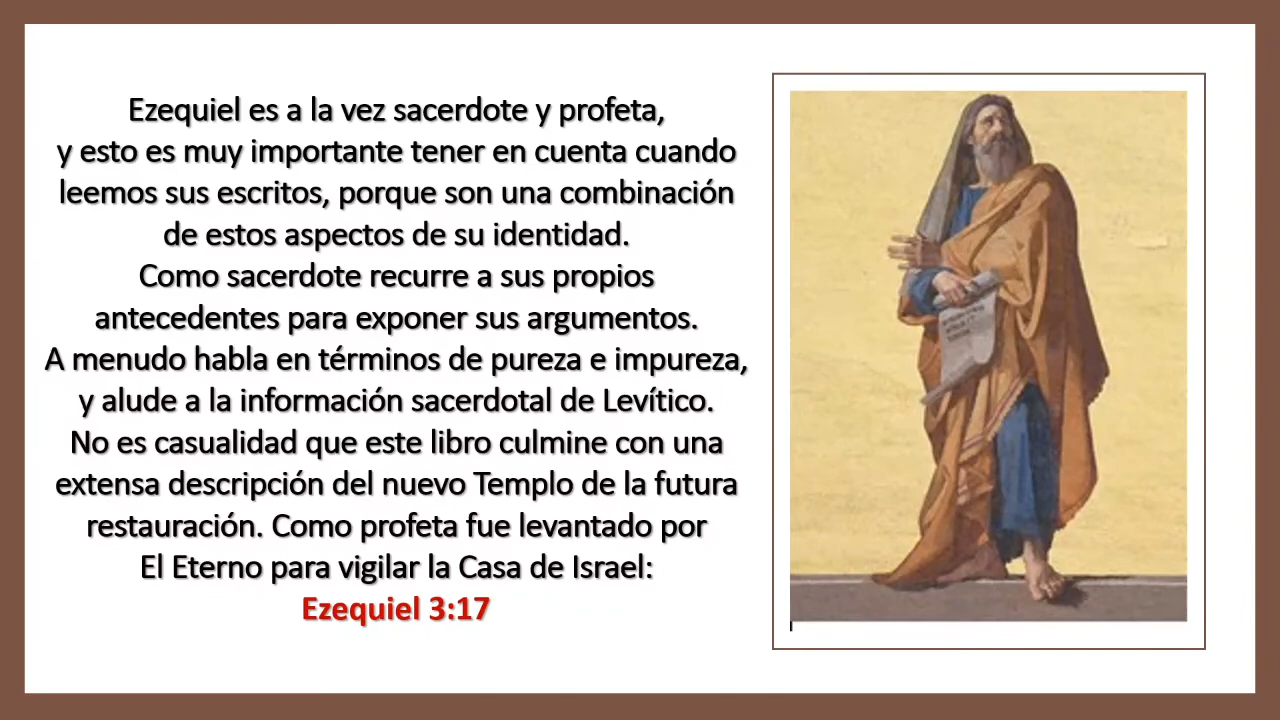 Ezequiel es a la vez sacerdote y profeta,
y esto es muy importante tener en cuenta cuando
leemos sus escritos, porque son una combinación
de estos aspectos de su identidad.
Como sacerdote recurre a sus propios
antecedentes para exponer sus argumentos.
A menudo habla en términos de pureza e impureza,
y alude a la información sacerdotal de Levítico.
No es casualidad que este libro culmine con una
extensa descripción del nuevo Templo de la futura
restauración. Como profeta fue levantado por
El Eterno para vigilar la Casa de Israel:
Ezequiel 3:17